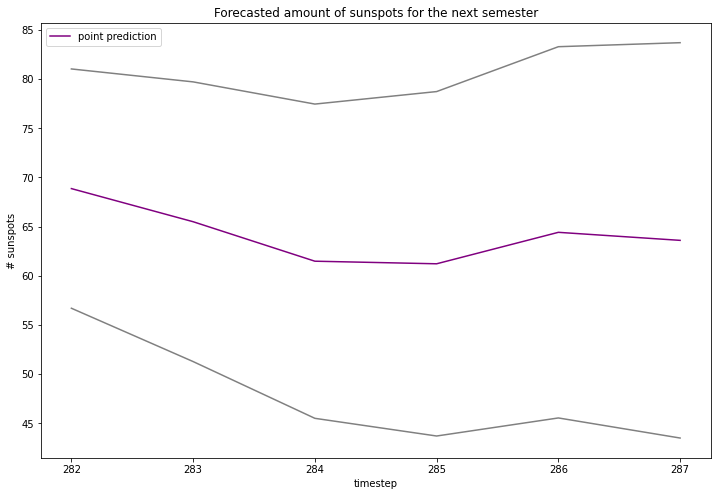 Forecasted amount of sunspots for the next semester
point prediction
85
80
75
70
65
60
55
50
45
# sunspots
282 283 284 285 286 287
timestep